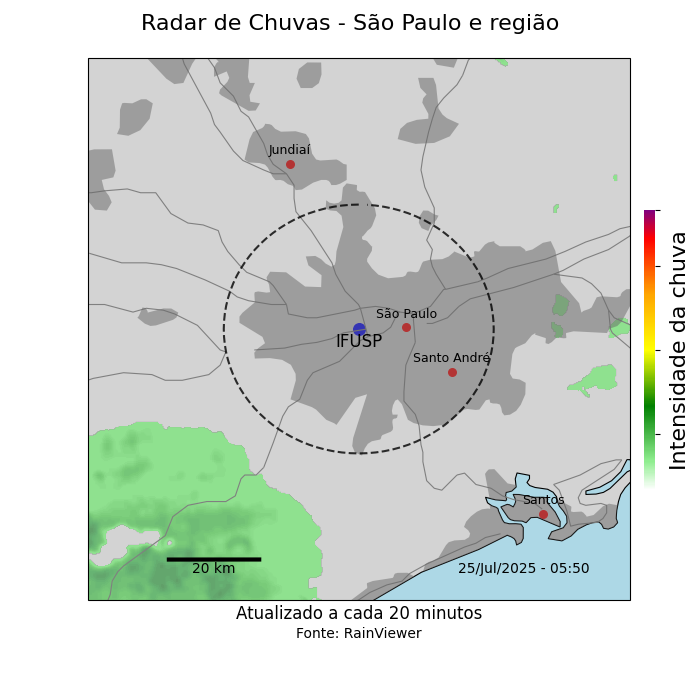 Radar de Chuvas - São Paulo e região
Jundiaí
São Paulo
IFUSP
Santo André
Santos
20 km
25/Jul/2025 - 05:50
Intensidade da chuva
Atualizado a cada 20 minutos
Fonte: RainViewer